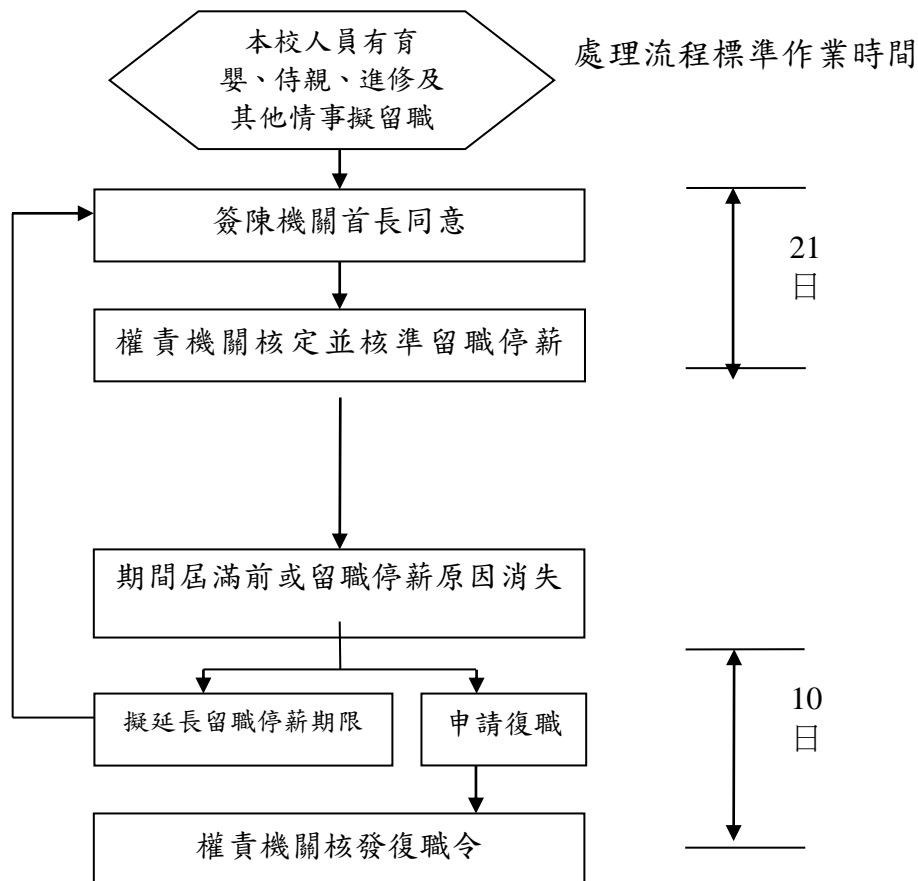 本校人員有育
嬰、侍親、進修及
其他情事擬留職
處理流程標準作業時間
簽陳機關首長同意
權責機關核定並核準留職停薪
21
日
期間屆滿前或留職停薪原因消失
擬延長留職停薪期限
申請復職
10
日
權責機關核發復職令